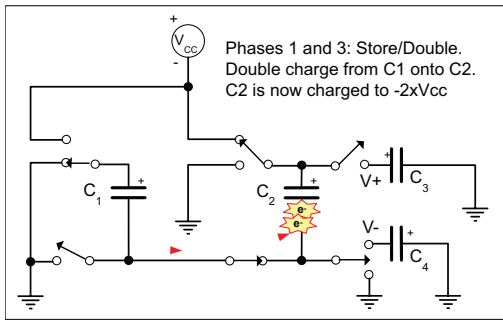 +
VCC
-
Phases 1 and 3: Store/Double.
Double charge from C1 onto C2.
C2 is now charged to -2xVcc
+
C1
+
C2
e-
e-
+
V+
C3
V-
+
C4